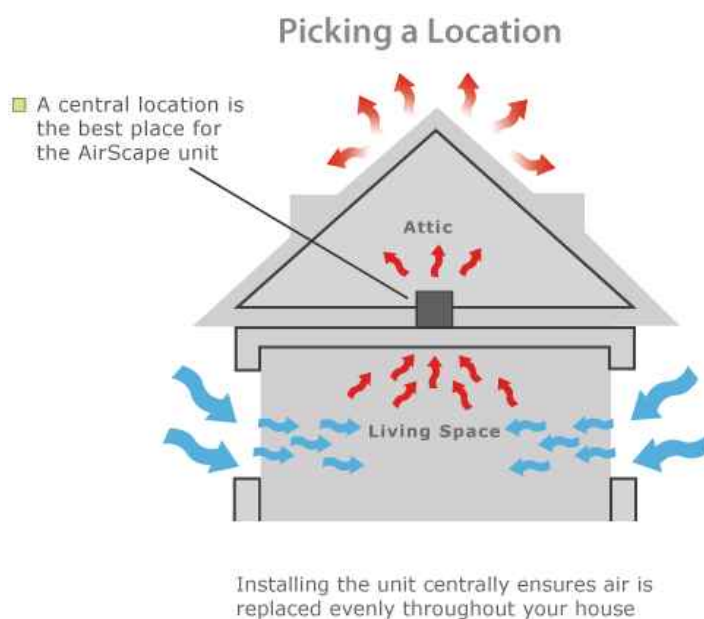 Picking a Location
A central location is
the best place for
the AirScape unit
Attic
Living Space
Installing the unit centrally ensures air is
replaced evenly throughout your house